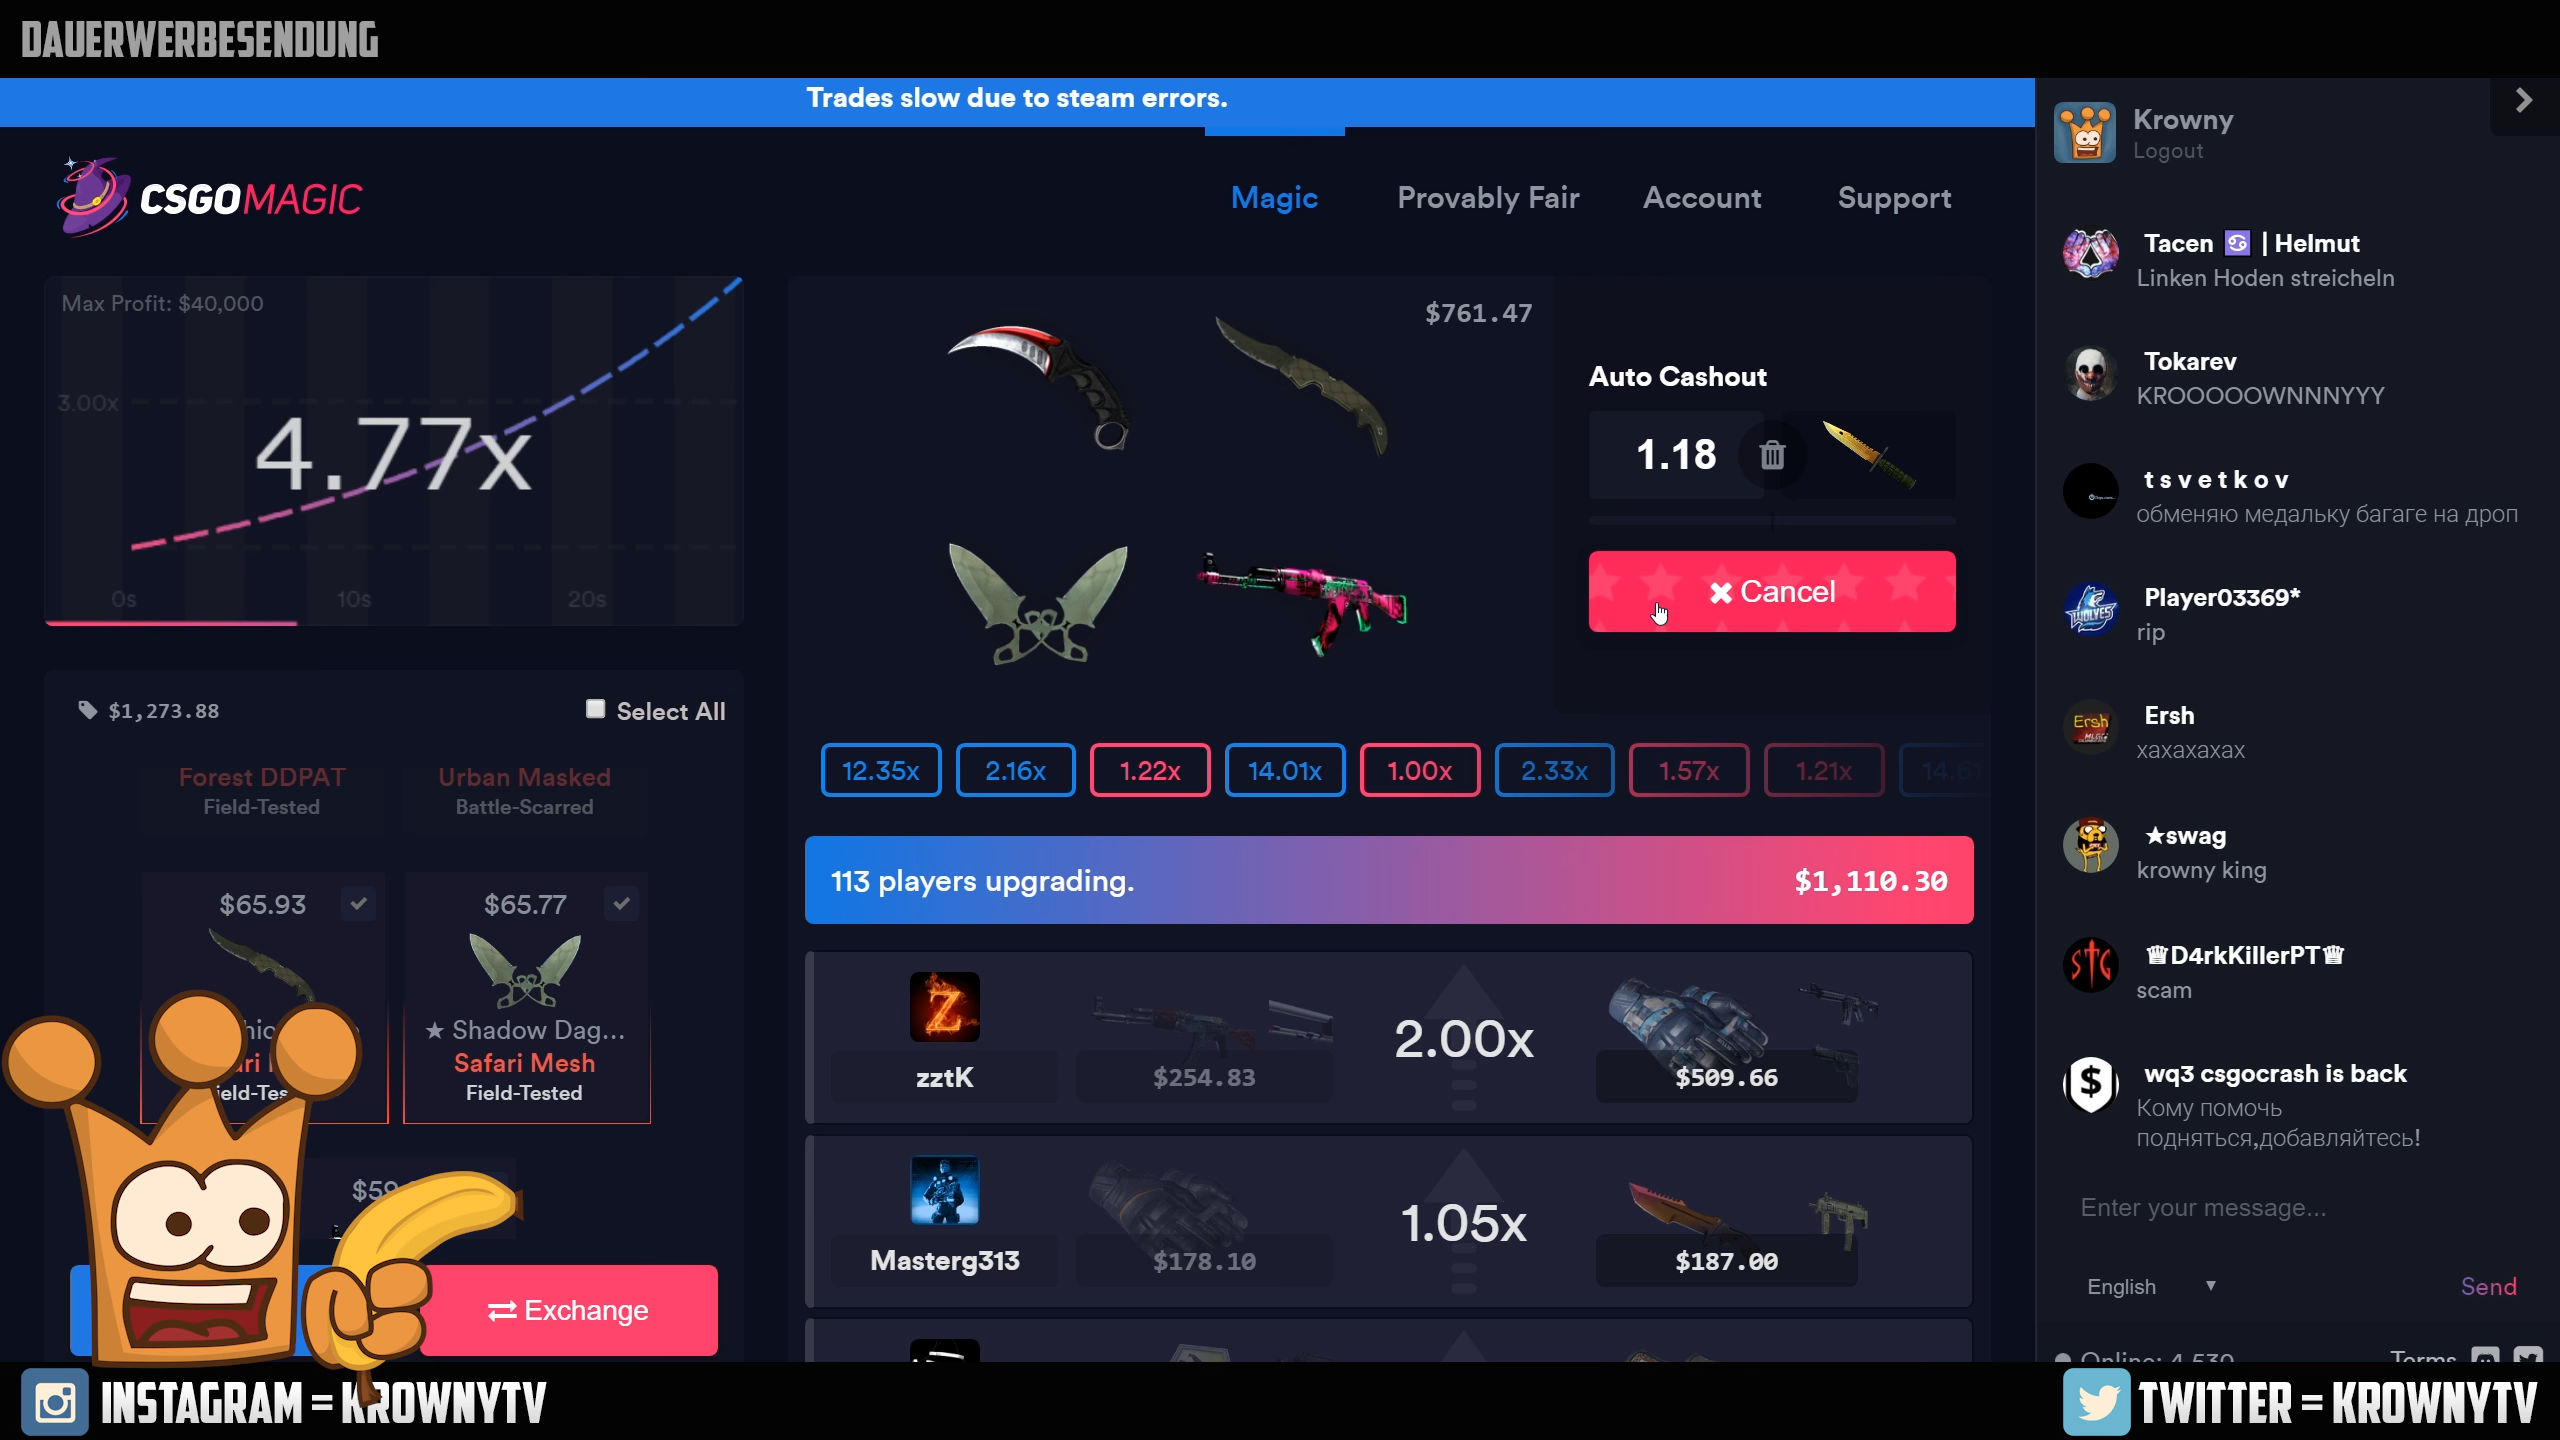 DAUERWERBESENDUNG
Trades slow due to steam errors.
CSGOMAGIC
Magic
Provably Fair
Account
Support
Max Profit: $40,000
3.00x
4.77x
0s
10s
20s
$1,273.88
Select All
Forest DDPAT
Field-Tested
Urban Masked
Battle-Scarred
$65.93
$65.77
★ Shadow Dag...
Safari Mesh
Field-Tested
Exchange
$761.47
Auto Cashout
1.18
Cancel
12.35x
2.16x
1.22x
14.01x
1.00x
2.33x
1.57x
1.21x
14.61
113 players upgrading.
$1,110.30
zztK
$254.83
2.00x
$509.66
Masterg313
$178.10
1.05x
$187.00
Krowny
Logout
Tacen ♋ | Helmut
Linken Hoden streicheln
Tokarev
KROOOOOWNNNYYY
t s v e t k o v
обменяю медальку багаге на дроп
Player03369*
rip
Ersh
хахахахах
★swag
krowny king
♛D4rkKillerPT♛
scam
wq3 csgocrash is back
Кому помочь
подняться,добавляйтесь!
Enter your message...
English
Send
Online: 4,530
Terms
INSTAGRAM = KROWNYTV
TWITTER = KROWNYTV